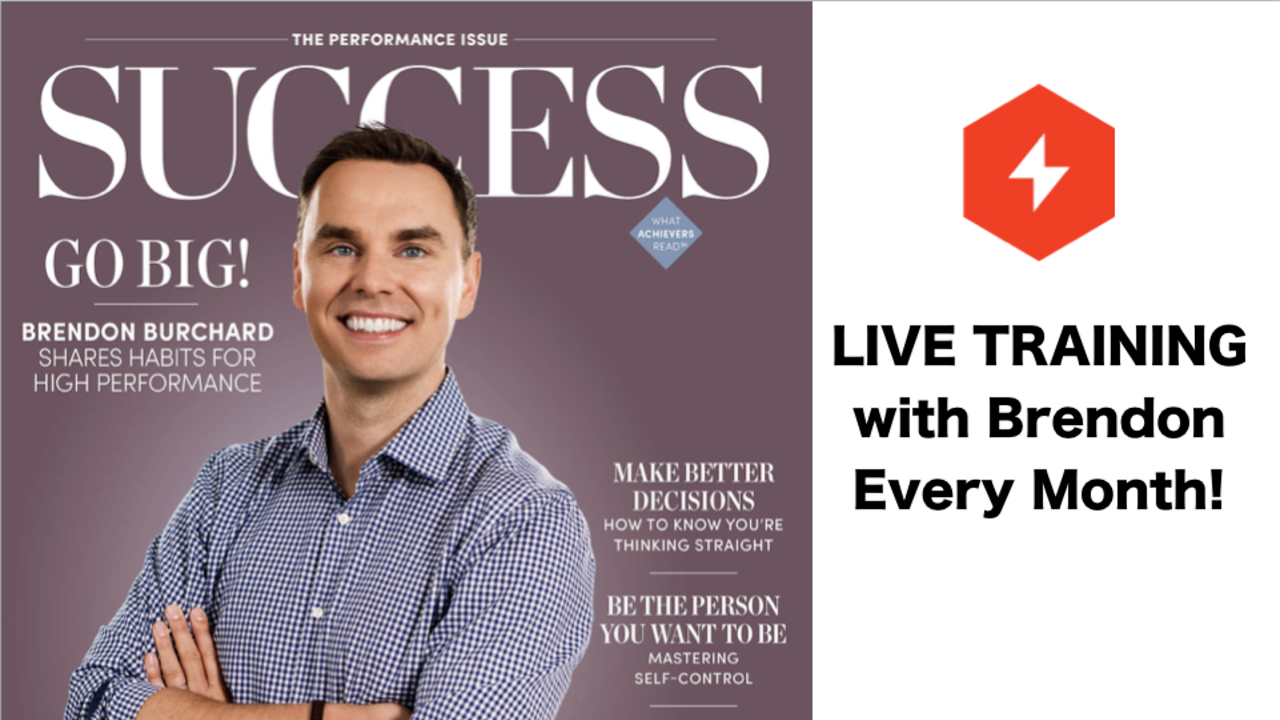 THE PERFORMANCE ISSUE
SUCCESS
WHAT
ACHIEVERS
READ℠
GO BIG!
BRENDON BURCHARD
SHARES HABITS FOR
HIGH PERFORMANCE
MAKE BETTER
DECISIONS
HOW TO KNOW YOU'RE
THINKING STRAIGHT
BE THE PERSON
YOU WANT TO BE
MASTERING
SELF-CONTROL
LIVE TRAINING
with Brendon
Every Month!